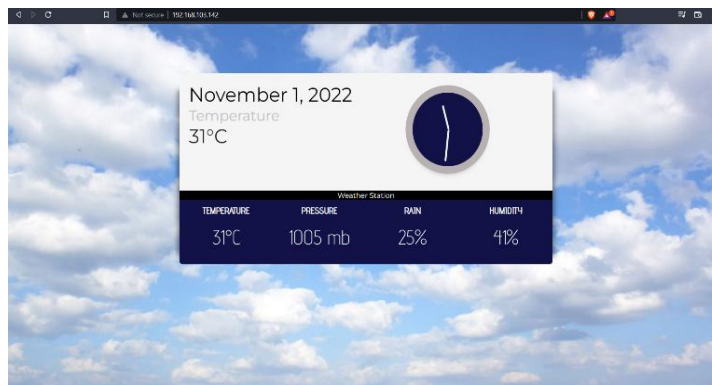 Not secure | 192.168.103.142
November 1, 2022
Temperature
31°C
Weather Station
TEMPERATURE PRESSURE RAIN HUMIDITY
31°C 1005 mb 25% 41%